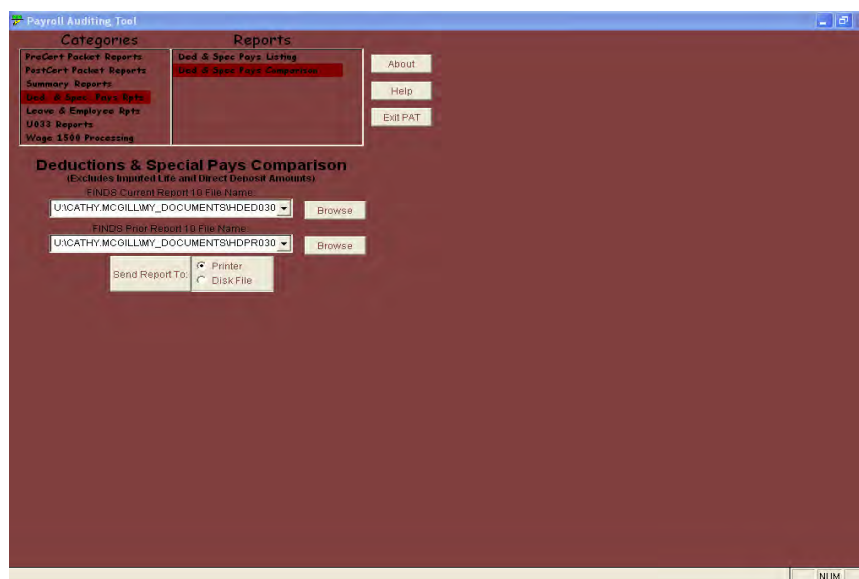 Payroll Auditing Tool
Categories
Reports
PreCert Packet Reports
PostCert Packet Reports
Summary Reports
Ded. & Spec. Pays Rpts
Leave & Employee Rpts
U033 Reports
Wage 1500 Processing
Ded & Spec Pays Listing
Ded & Spec Pays Comparison
About
Help
Exit PAT
Deductions & Special Pays Comparison
(Excludes Imputed Life and Direct Deposit Amounts)
FINDS Current Report 10 File Name:
U:\CATHY.MCGILL\MY_DOCUMENTS\HDED030
Browse
FINDS Prior Report 10 File Name:
U:\CATHY.MCGILL\MY_DOCUMENTS\HDPR030
Browse
Send Report To:
Printer
Disk File
NUM